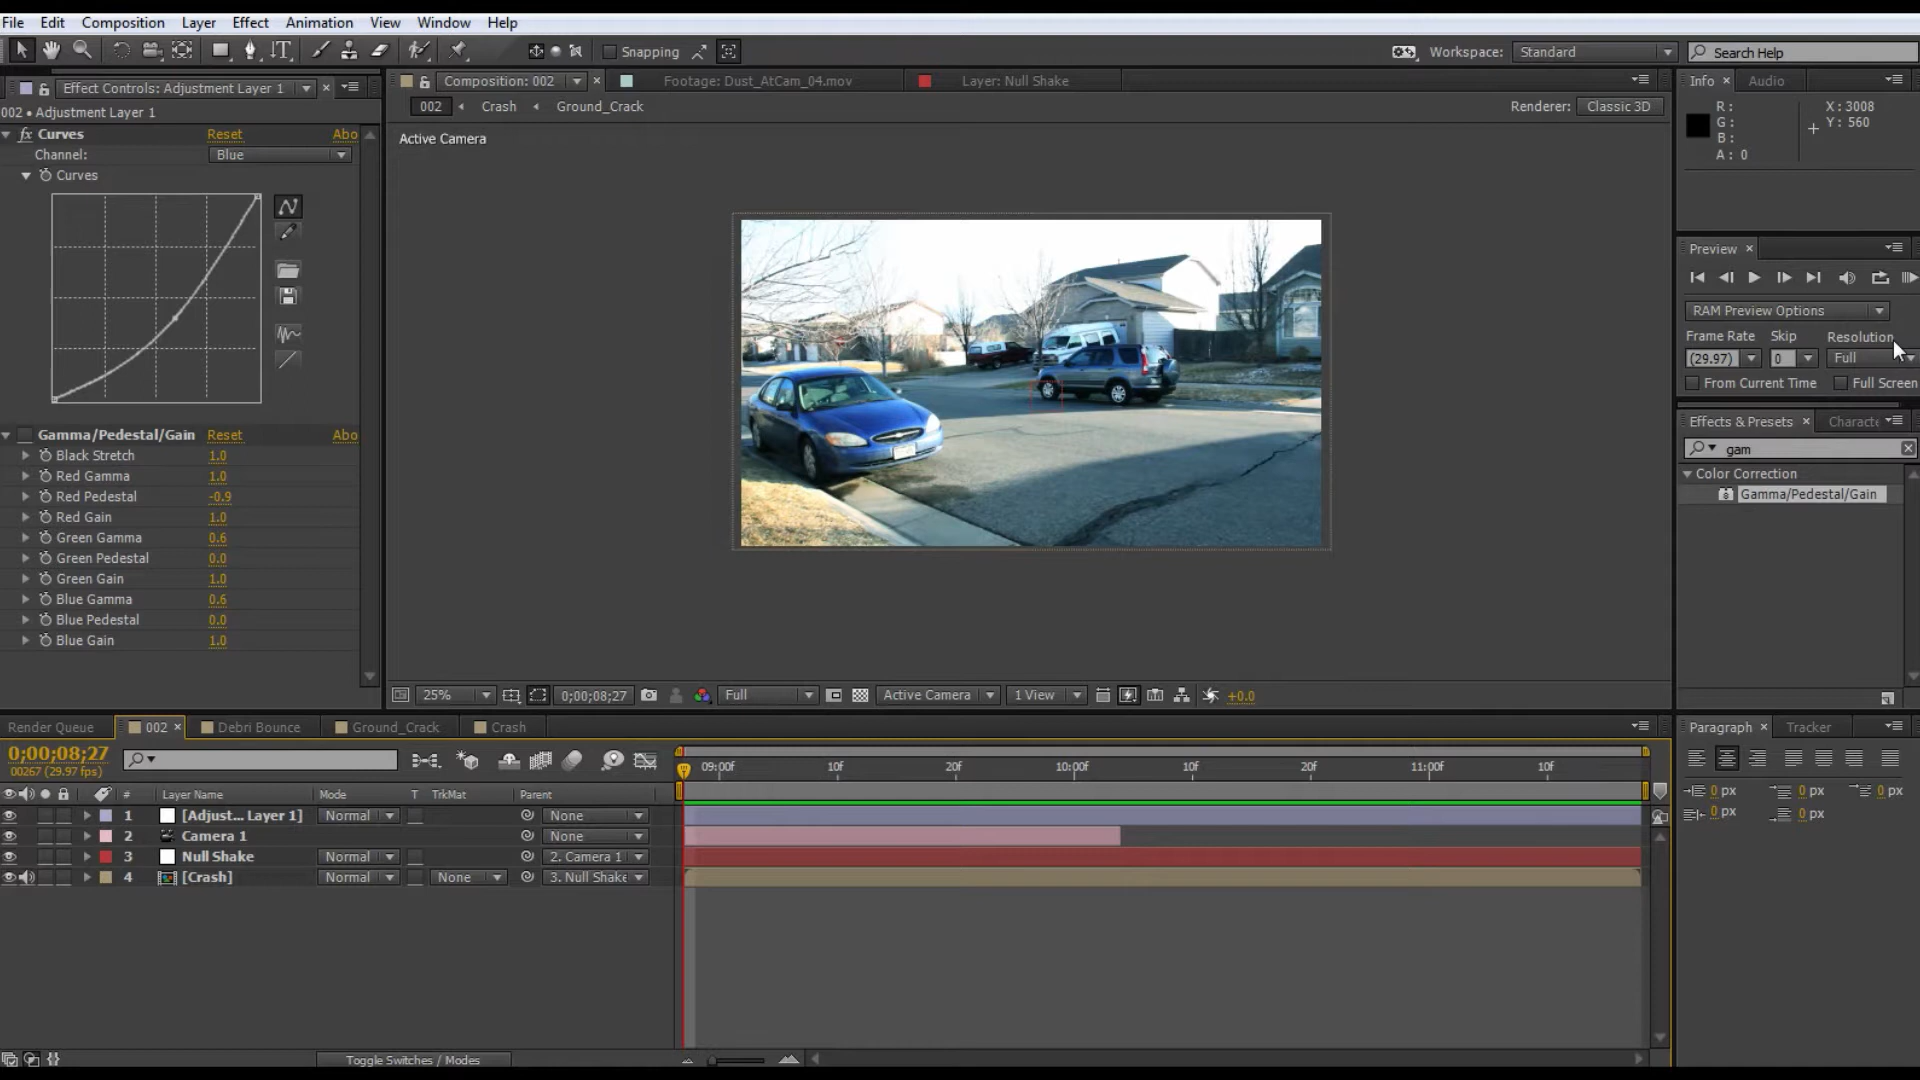 File Edit Composition Layer Effect Animation View Window Help
Snapping Workspace: Standard Search Help
Effect Controls: Adjustment Layer 1
002 • Adjustment Layer 1
Curves Reset Abo
Channel: Blue
Curves
Gamma/Pedestal/Gain Reset Abo
Black Stretch 1.0
Red Gamma 1.0
Red Pedestal -0.9
Red Gain 1.0
Green Gamma 0.6
Green Pedestal 0.0
Green Gain 1.0
Blue Gamma 0.6
Blue Pedestal 0.0
Blue Gain 1.0
Composition: 002 Footage: Dust_AtCam_04.mov Layer: Null Shake
002 Crash Ground_Crack Renderer: Classic 3D
Active Camera
25% 0;00;08;27 Full Active Camera 1 View +0.0
Info Audio
R: X: 3008
G: Y: 560
B:
A: 0
Preview
RAM Preview Options
Frame Rate Skip Resolution
(29.97) 0 Full
From Current Time Full Screen
Effects & Presets Characte
gam
Color Correction
Gamma/Pedestal/Gain
Render Queue 002 Debri Bounce Ground_Crack Crash
0;00;08;27
00267 (29.97 fps)
09:00f 10f 20f 10:00f 10f 20f 11:00f 10f
# Layer Name Mode T TrkMat Parent
1 [Adjust... Layer 1] Normal None
2 Camera 1 None
3 Null Shake Normal 2. Camera 1
4 [Crash] Normal None 3. Null Shake
Toggle Switches / Modes
Paragraph Tracker
0 px 0 px 0 px
0 px 0 px